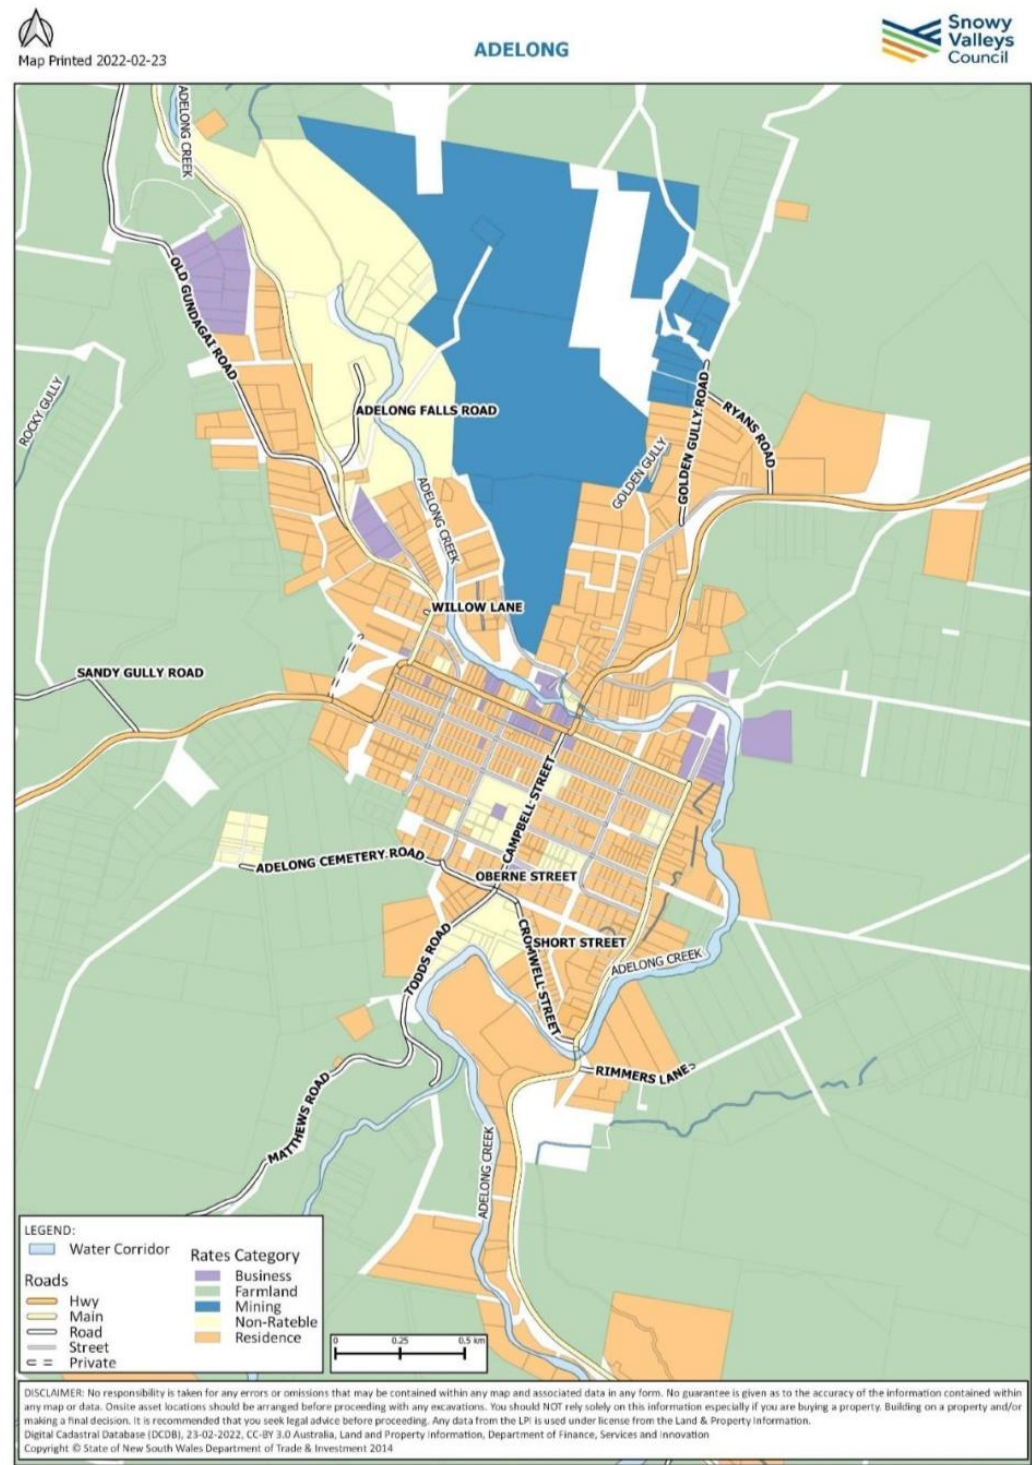 Map Printed 2022-02-23
ADELONG
Snowy
Valleys
Council
ADELONG CREEK
OLD GUNDAGAI ROAD
ROCKY GULLY
ADELONG FALLS ROAD
GOLDEN GULLY ROAD
RYANS ROAD
GOLDEN GULLY
ADELONG CREEK
WILLOW LANE
SANDY GULLY ROAD
CAMPBELL STREET
ADELONG CEMETERY ROAD
OBERNE STREET
TODDS ROAD
CROMWELL STREET
SHORT STREET
ADELONG CREEK
RIMMERS LANE
MATTHEWS ROAD
ADELONG CREEK
LEGEND:
Water Corridor
Roads
Hwy
Main
Road
Street
Private
Rates Category
Business
Farmland
Mining
Non-Rateble
Residence
0 0.25 0.5 km
DISCLAIMER: No responsibility is taken for any errors or omissions that may be contained within any map and associated data in any form. No guarantee is given as to the accuracy of the information contained within
any map or data. Onsite asset locations should be arranged before proceeding with any excavations. You should NOT rely solely on this information especially if you are buying a property. Building on a property and/or
making a final decision. It is recommended that you seek legal advice before proceeding. Any data from the LPI is used under license from the Land & Property Information.
Digital Cadastral Database (DCDB), 23-02-2022, CC-BY 3.0 Australia, Land and Property Information, Department of Finance, Services and Innovation
Copyright © State of New South Wales Department of Trade & Investment 2014